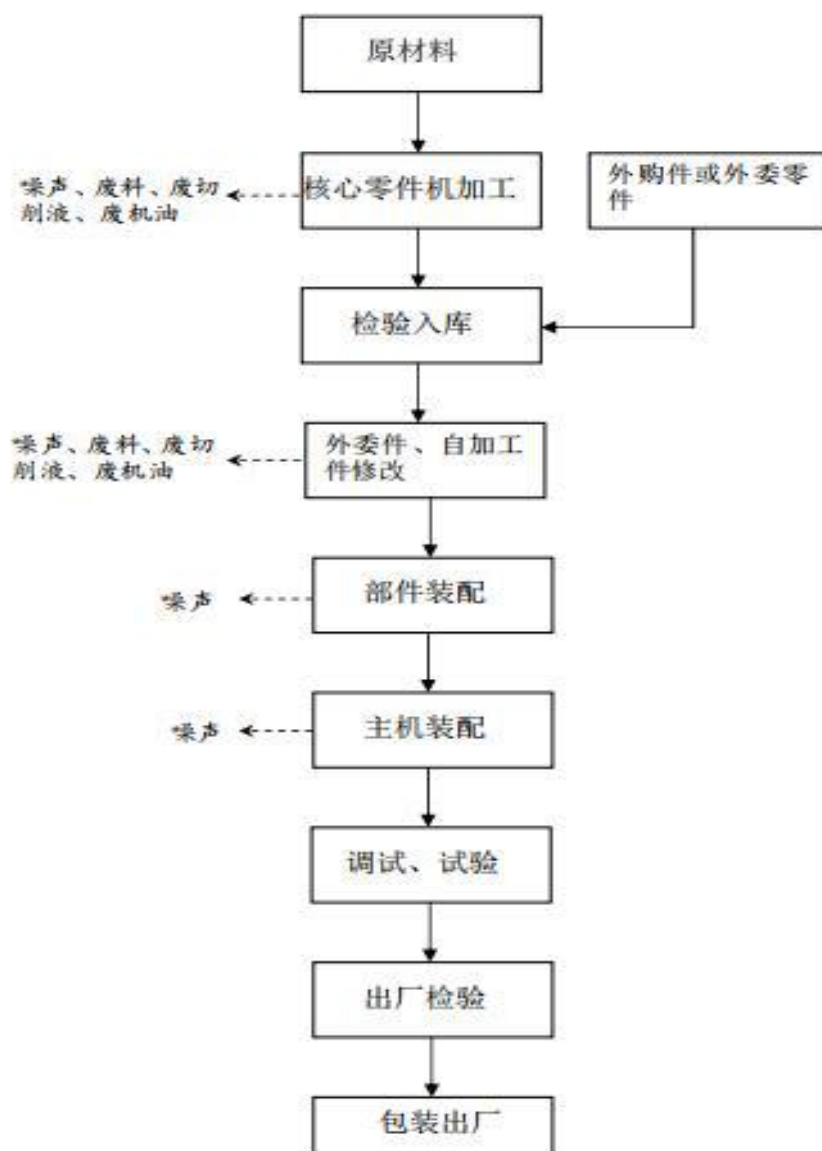 原材料
噪声、废料、废切
削液、废机油
核心零件机加工
外购件或外委零
件
检验入库
噪声、废料、废切
削液、废机油
外委件、自加工
件修改
噪声
部件装配
噪声
主机装配
调试、试验
出厂检验
包装出厂